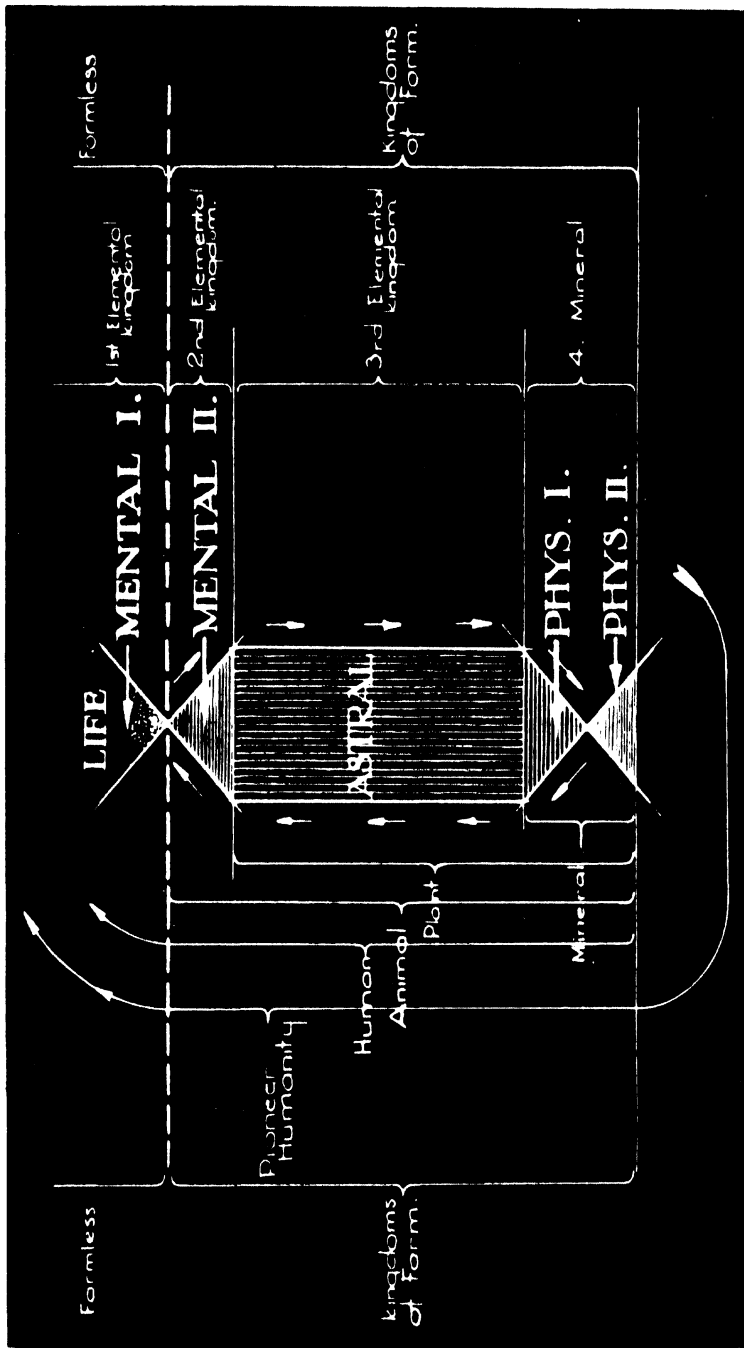 Formless
kingdoms
of Form.
Pioneer
Humanity
Human
Animal
Plant
Mineral
LIFE
ASTRAL
MENTAL I.
MENTAL II.
PHYS. I.
PHYS. II.
1st Elemental
kingdom
2nd Elemental
kingdom.
3rd Elemental
kingdom
4. Mineral
Formless
kingdoms
of Form.